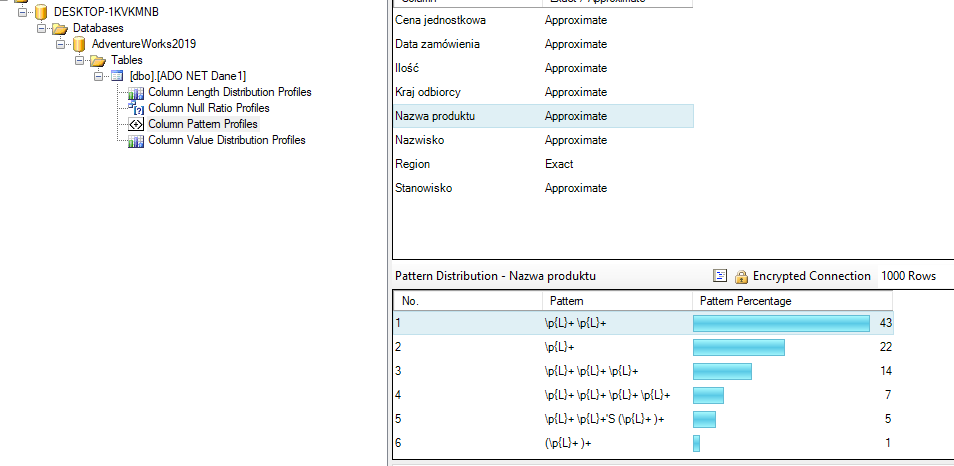 DESKTOP-1KVKMNB
Databases
AdventureWorks2019
Tables
[dbo].[ADO NET Dane1]
Column Length Distribution Profiles
Column Null Ratio Profiles
Column Pattern Profiles
Column Value Distribution Profiles
Column Exact / Approximate
Cena jednostkowa Approximate
Data zamówienia Approximate
Ilość Approximate
Kraj odbiorcy Approximate
Nazwa produktu Approximate
Nazwisko Approximate
Region Exact
Stanowisko Approximate
Pattern Distribution - Nazwa produktu Encrypted Connection 1000 Rows
No. Pattern Pattern Percentage
1 \p{L}+ \p{L}+ 43
2 \p{L}+ 22
3 \p{L}+ \p{L}+ \p{L}+ 14
4 \p{L}+ \p{L}+ \p{L}+ \p{L}+ 7
5 \p{L}+ \p{L}+'S (\p{L}+ )+ 5
6 (\p{L}+ )+ 1